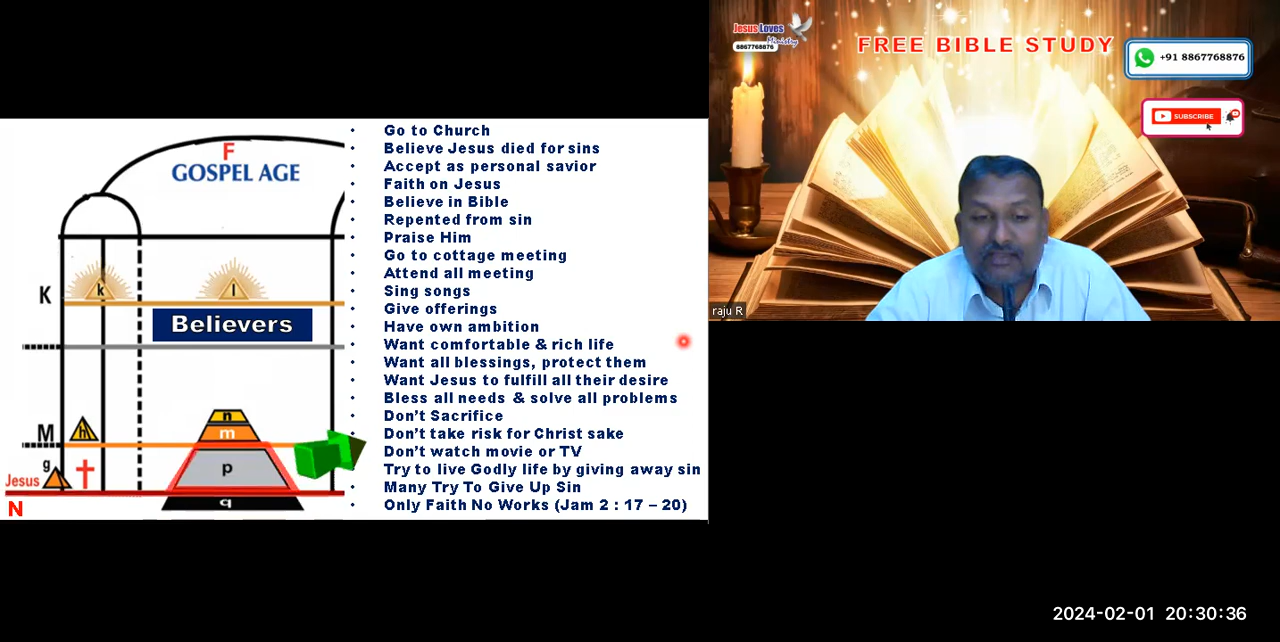 F
GOSPEL AGE
K
k
l
Believers
M
h
n
m
g
p
Jesus
q
N
• Go to Church
• Believe Jesus died for sins
• Accept as personal savior
• Faith on Jesus
• Believe in Bible
• Repented from sin
• Praise Him
• Go to cottage meeting
• Attend all meeting
• Sing songs
• Give offerings
• Have own ambition
• Want comfortable & rich life
• Want all blessings, protect them
• Want Jesus to fulfill all their desire
• Bless all needs & solve all problems
• Don't Sacrifice
• Don't take risk for Christ sake
• Don't watch movie or TV
• Try to live Godly life by giving away sin
• Many Try To Give Up Sin
• Only Faith No Works (Jam 2 : 17 – 20)
Jesus Loves
Ministry
8867768876
FREE BIBLE STUDY
+91 8867768876
SUBSCRIBE
raju R
2024-02-01 20:30:36